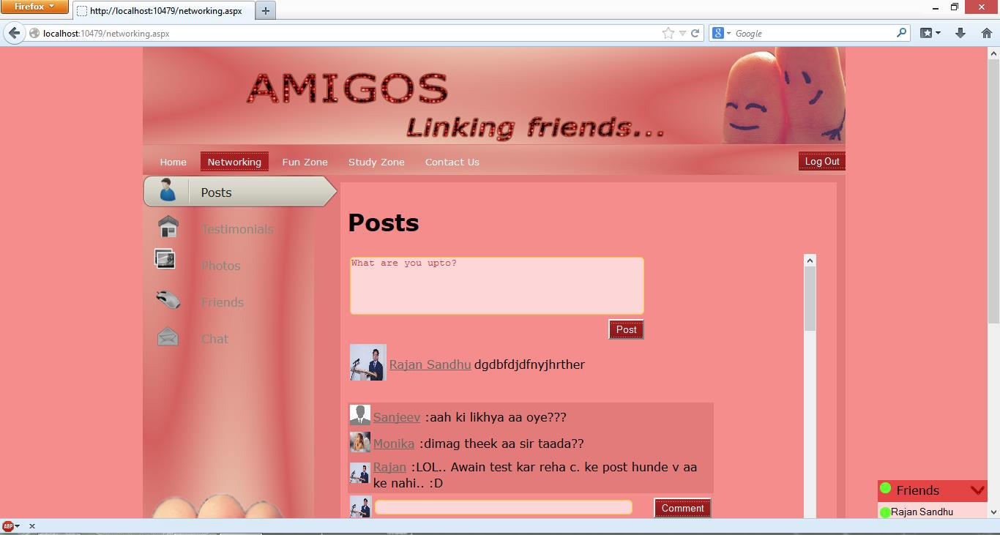 Firefox
http://localhost:10479/networking.aspx
localhost:10479/networking.aspx
Google
AMIGOS
Linking friends...
Home Networking Fun Zone Study Zone Contact Us Log Out
Posts
Testimonials
Photos
Friends
Chat
Posts
What are you upto?
Post
Rajan Sandhu dgdbfdjdfnyjhrther
Sanjeev :aah ki likhya aa oye???
Monika :dimag theek aa sir taada??
Rajan :LOL.. Awain test kar reha c. ke post hunde v aa
ke nahi.. :D
Comment
Friends
Rajan Sandhu
ABP